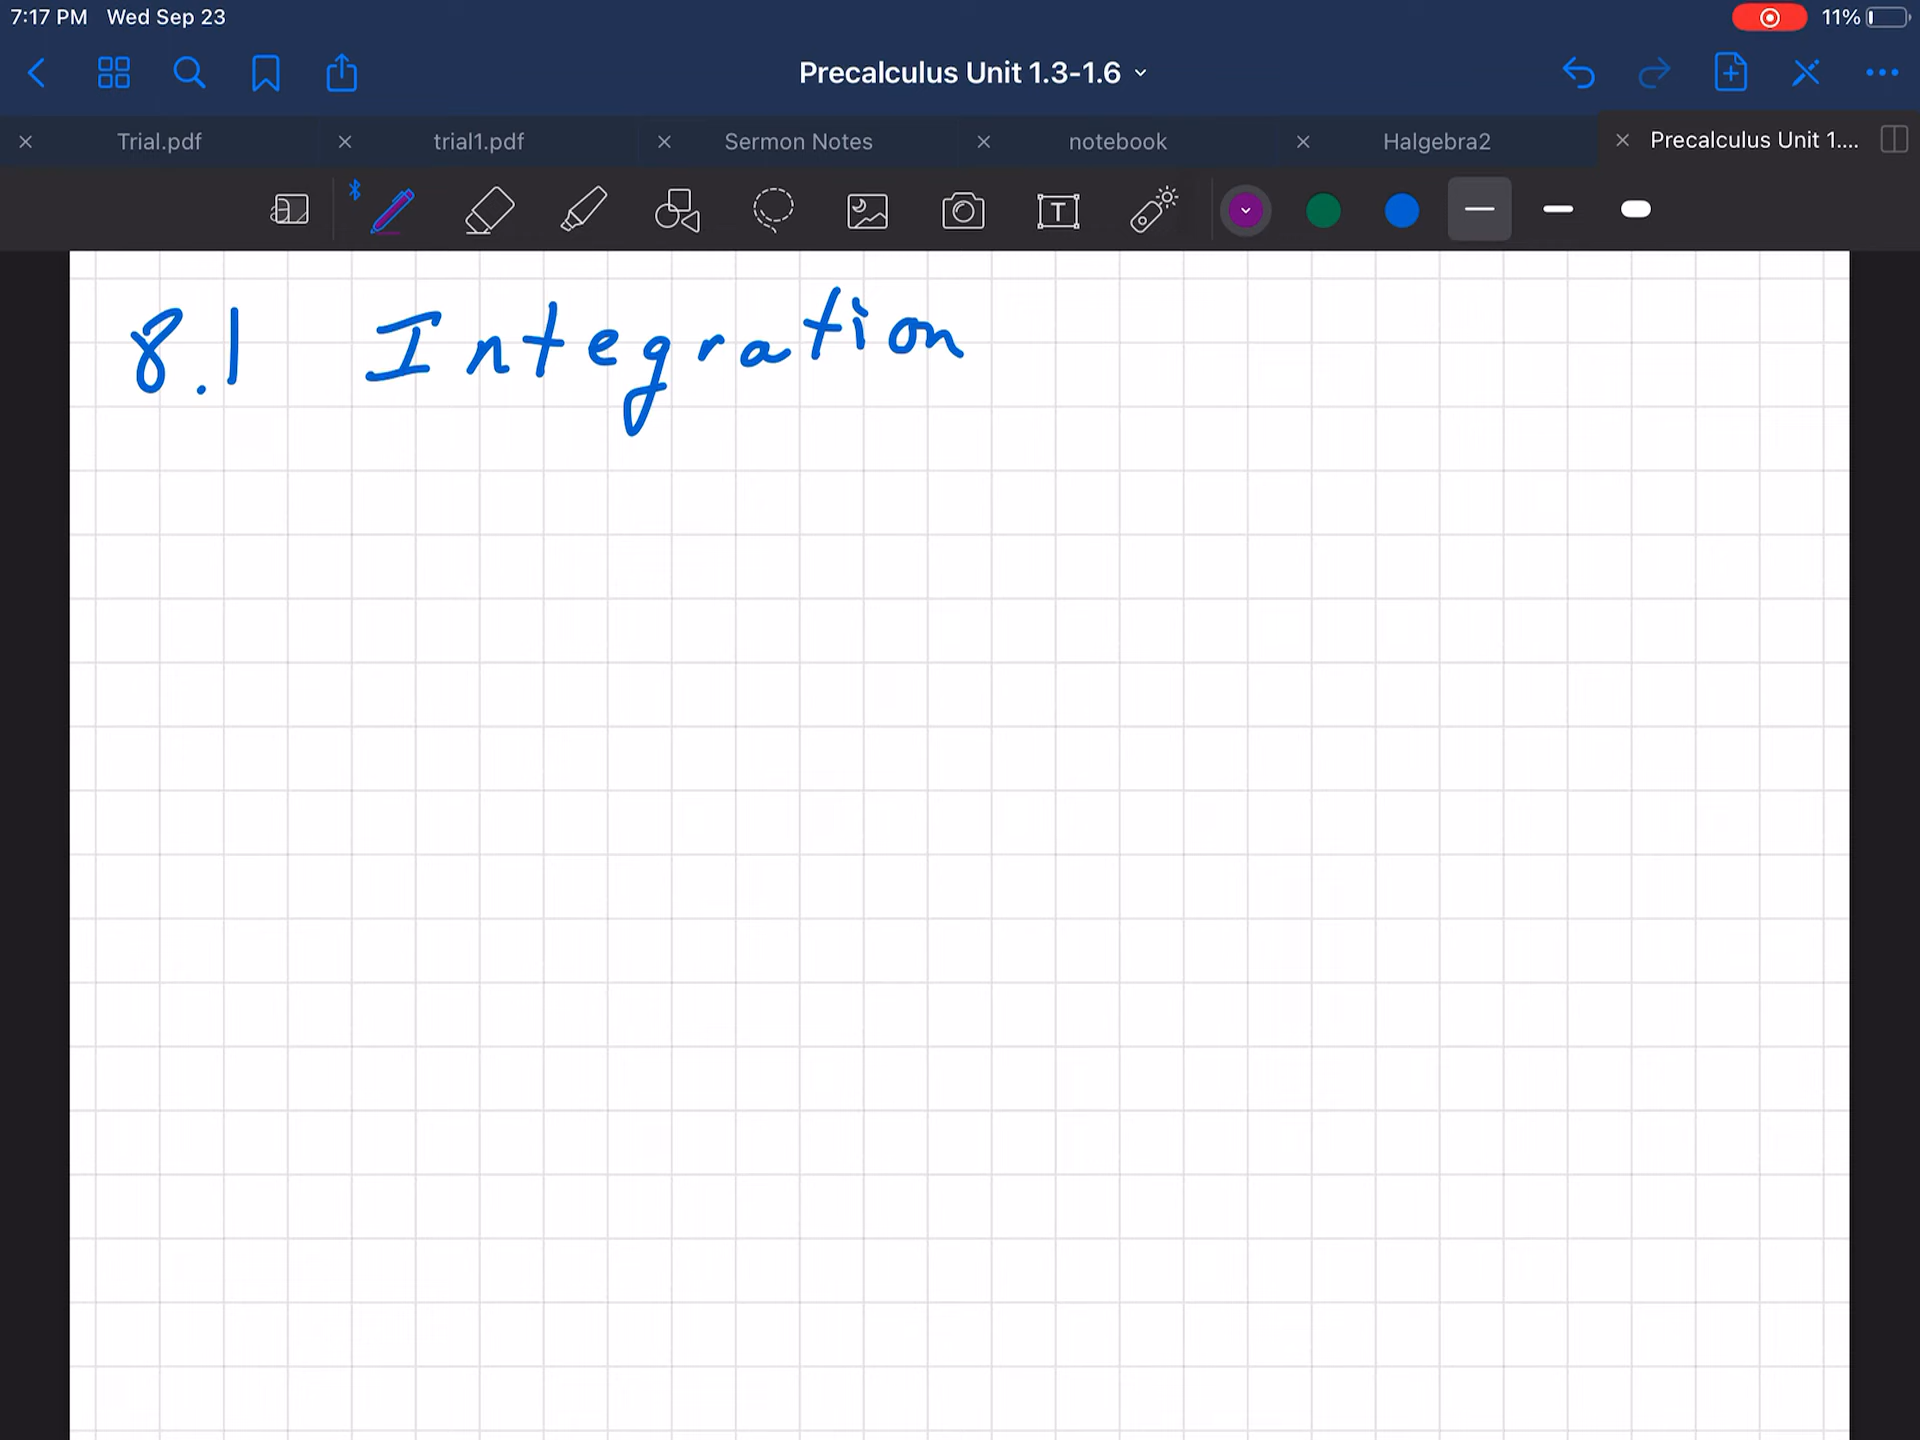 7:17 PM Wed Sep 23 11%
Precalculus Unit 1.3-1.6
Trial.pdf trial1.pdf Sermon Notes notebook Halgebra2 Precalculus Unit 1....
a T
8.1 Integration